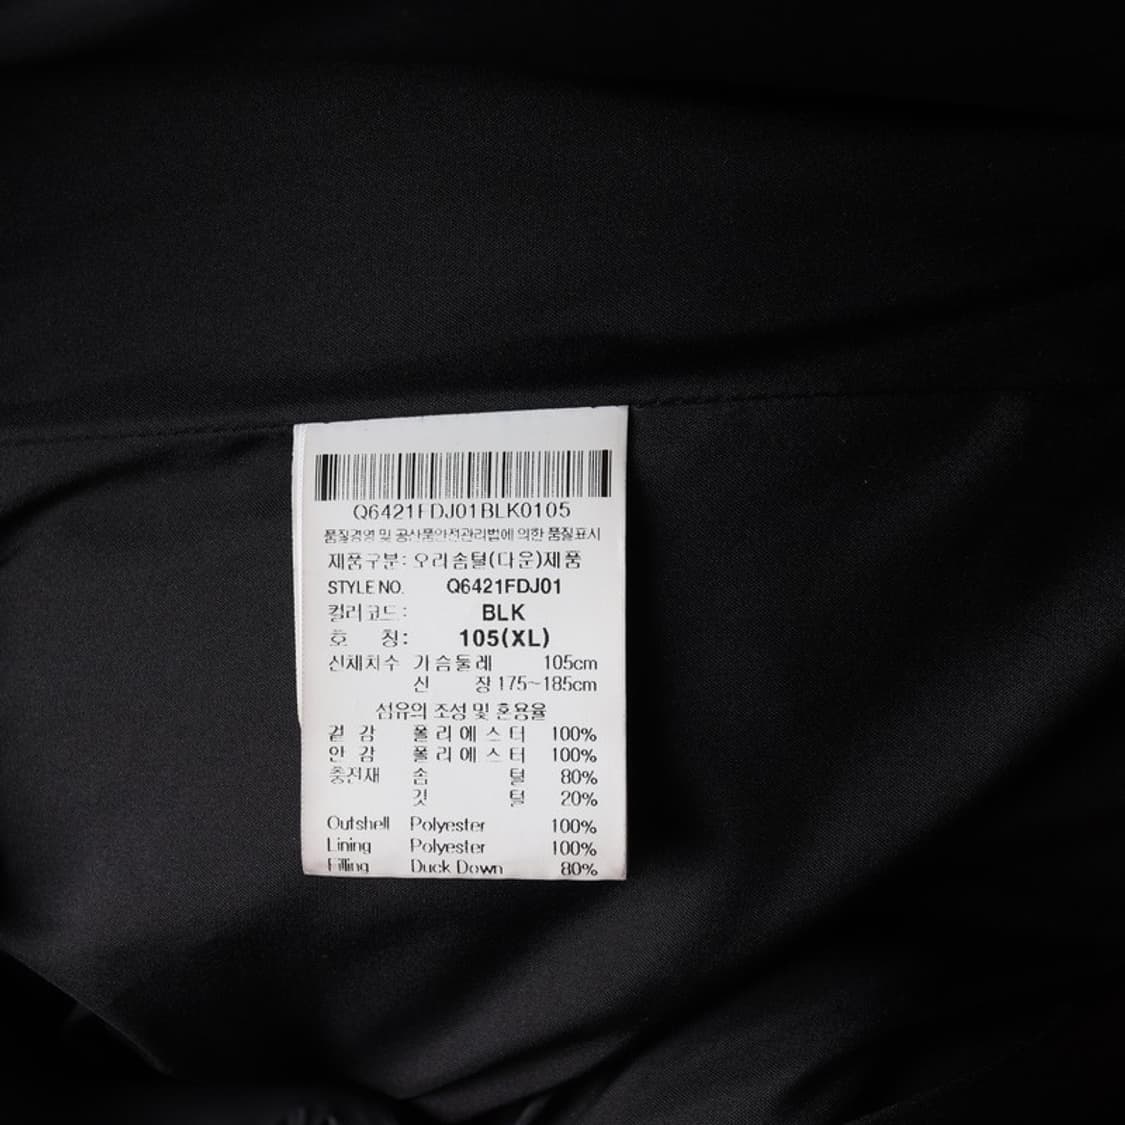 Q6421FDJ01BLK0105
품질경영 및 공산품안전관리법에 의한 품질표시
제품구분: 오리솜털(다운)제품
STYLE NO. Q6421FDJ01
컬러코드: BLK
호 칭: 105(XL)
신체치수 가슴둘레 105cm
신 장 175~185cm
섬유의 조성 및 혼용율
겉 감 폴리에스터 100%
안 감 폴리에스터 100%
충전재 솜 털 80%
깃 털 20%
Outshell Polyester 100%
Lining Polyester 100%
Filling Duck Down 80%